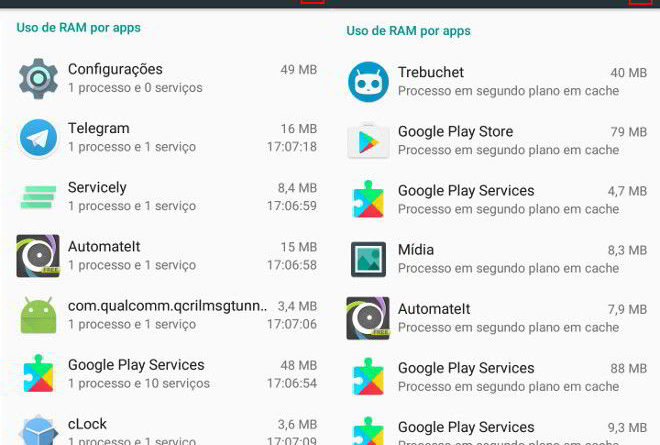 Uso de RAM por apps
Configurações 49 MB
1 processo e 0 serviços
Telegram 16 MB
1 processo e 1 serviço 17:07:18
Servicely 8,4 MB
1 processo e 1 serviço 17:06:59
AutomateIt 15 MB
1 processo e 1 serviço 17:06:58
com.qualcomm.qcrilmsgtunn.. 3,4 MB
1 processo e 1 serviço 17:07:06
Google Play Services 48 MB
1 processo e 10 serviços 17:06:54
cLock 3,6 MB
1 processo e 1 serviço 17:07:09
Uso de RAM por apps
Trebuchet 40 MB
Processo em segundo plano em cache
Google Play Store 79 MB
Processo em segundo plano em cache
Google Play Services 4,7 MB
Processo em segundo plano em cache
Mídia 8,3 MB
Processo em segundo plano em cache
AutomateIt 7,9 MB
Processo em segundo plano em cache
Google Play Services 88 MB
Processo em segundo plano em cache
Google Play Services 9,3 MB
Processo em segundo plano em cache